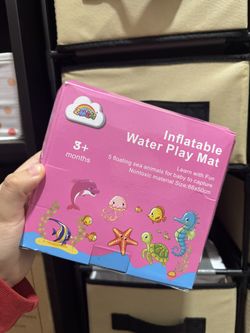 Inflatable
Water Play Mat
Learn with Fun
5 floating sea animals for baby to capture
Nontoxic material Size:66x50cm
3+
months